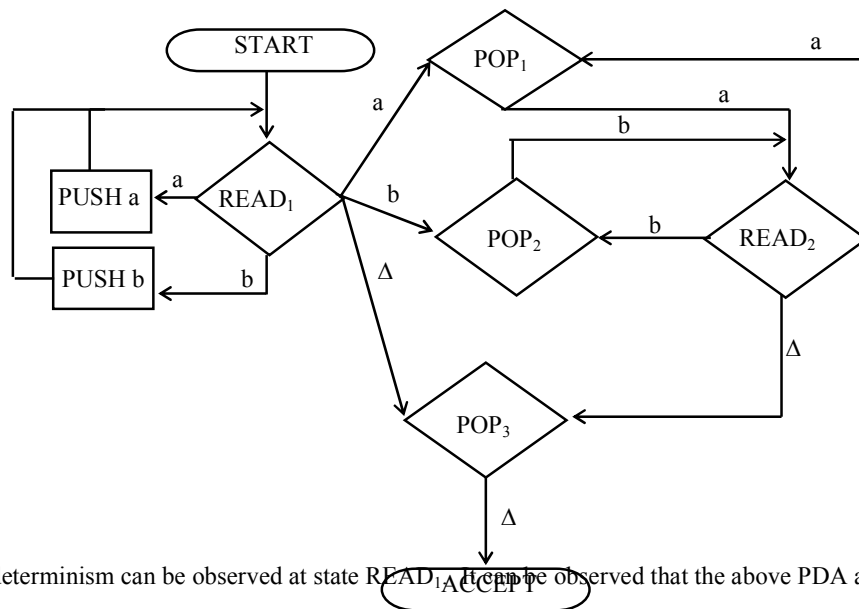 START
POP₁
a
a
a
b
PUSH a
a
READ₁
b
POP₂
b
READ₂
PUSH b
b
Δ
Δ
POP₃
Δ
eterminism can be observed at state READ₁. It can be observed that the above PDA a
ACCEPT